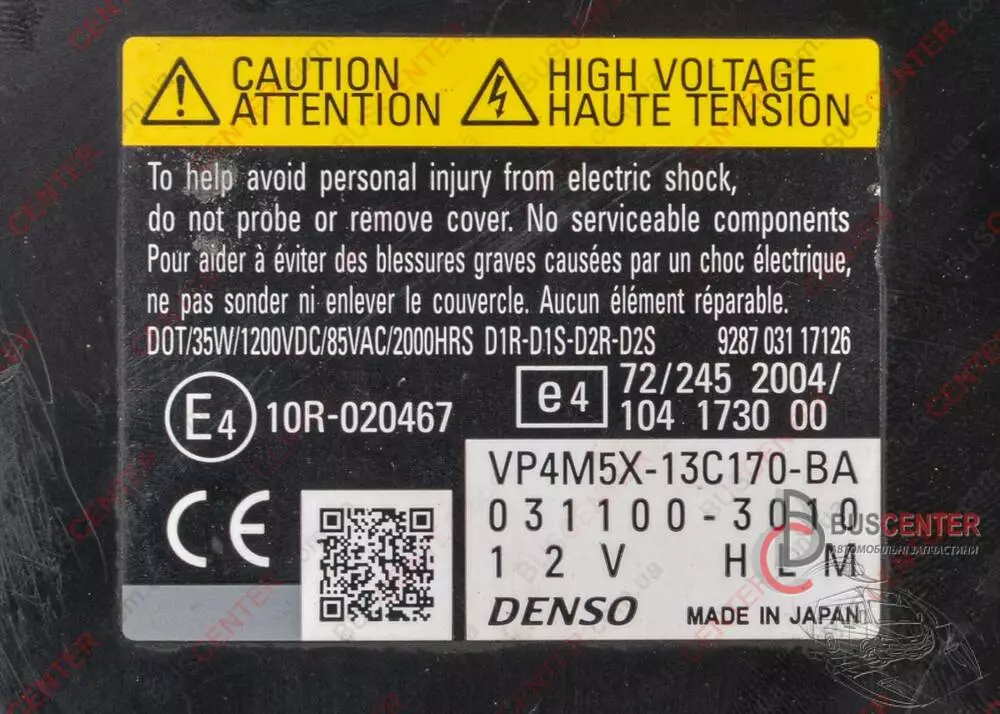 CAUTION
ATTENTION
HIGH VOLTAGE
HAUTE TENSION
To help avoid personal injury from electric shock,
do not probe or remove cover. No serviceable components
Pour aider à éviter des blessures graves causées par un choc électrique,
ne pas sonder ni enlever le couvercle. Aucun élément réparable.
DOT/35W/1200VDC/85VAC/2000HRS D1R-D1S-D2R-D2S 9287 031 17126
E4 10R-020467
e4 72/245 2004/
104 1730 00
CE
VP4M5X-13C170-BA
031100-3010
12V HLM
DENSO MADE IN JAPAN
BUSCENTER
АВТОМОБІЛЬНІ ЗАПЧАСТИНИ